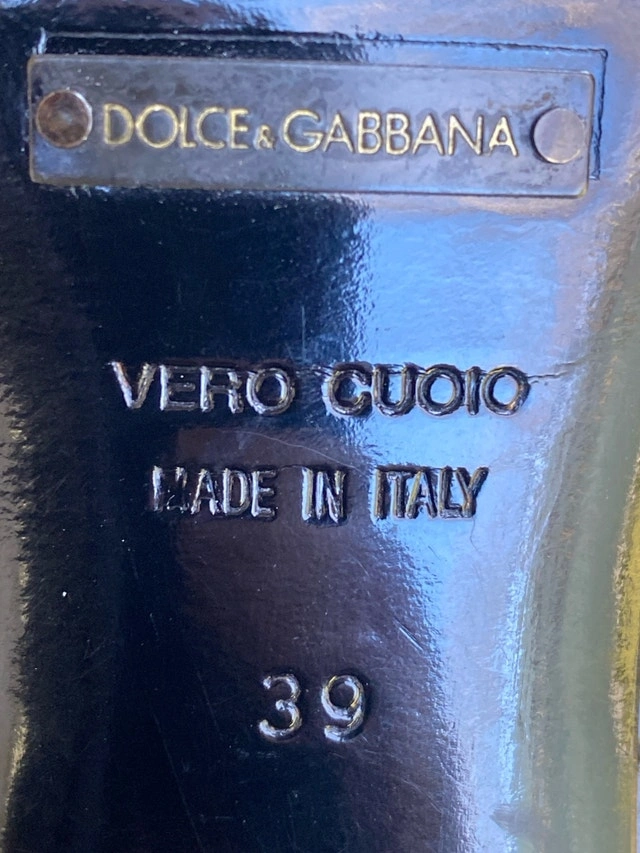 DOLCE & GABBANA
VERO CUOIO
MADE IN ITALY
39